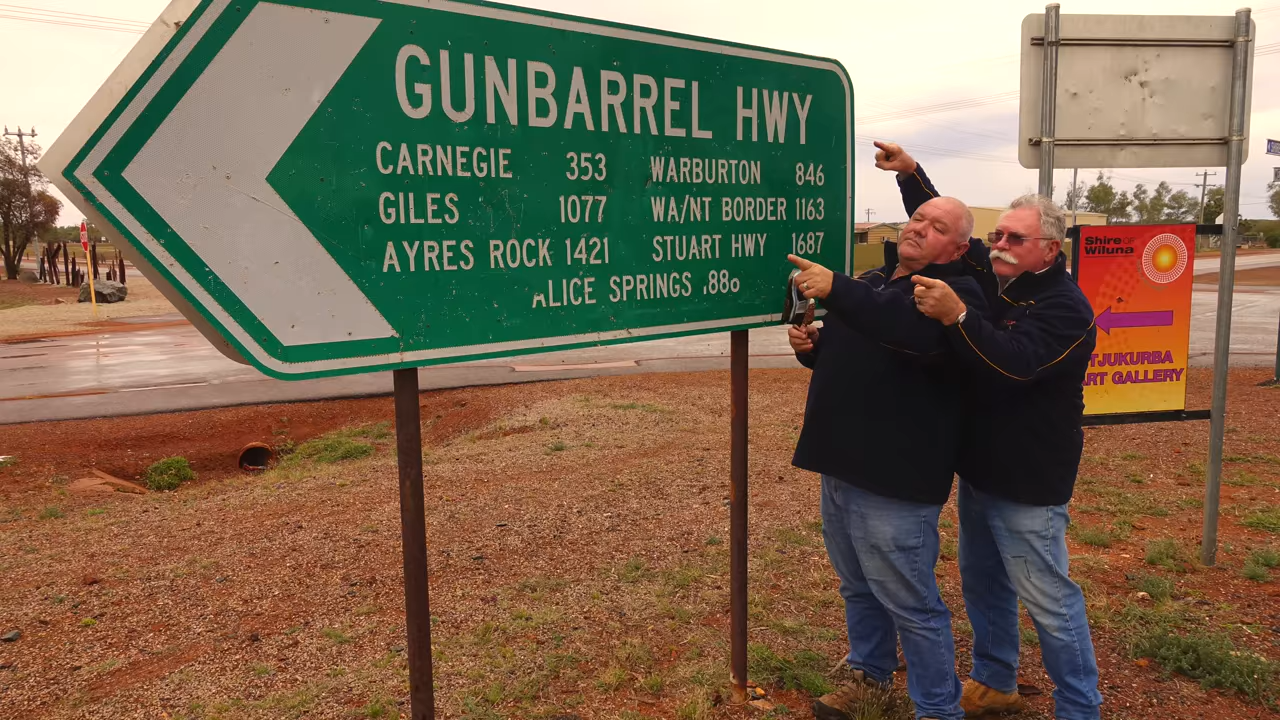 GUNBARREL HWY
CARNEGIE 353 WARBURTON 846
GILES 1077 WA/NT BORDER 1163
AYRES ROCK 1421 STUART HWY 1687
ALICE SPRINGS
Shire OF
Wiluna
TJUKURBA
ART GALLERY